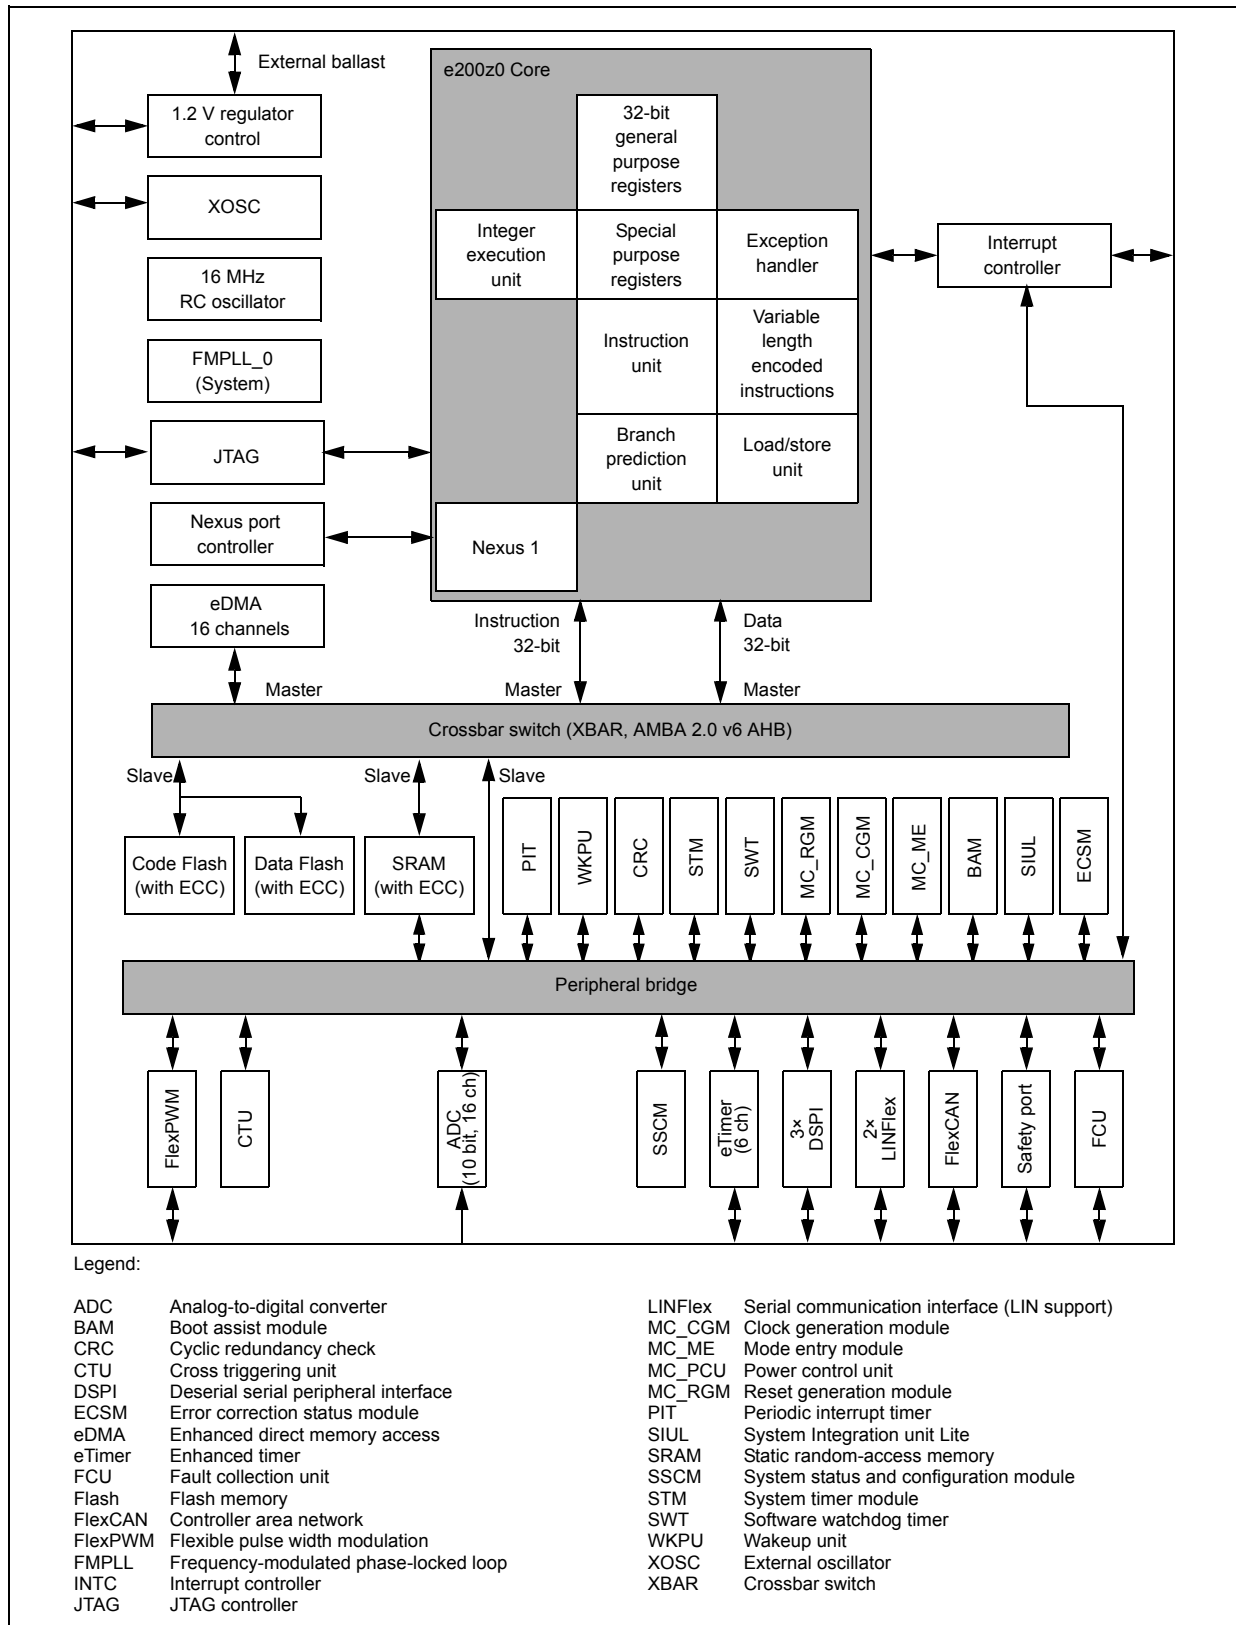 External ballast
e200z0 Core
1.2 V regulator
control
32-bit
general
purpose
registers
XOSC
Integer
execution
unit
Special
purpose
registers
Exception
handler
Interrupt
controller
16 MHz
RC oscillator
FMPLL_0
(System)
Instruction
unit
Variable
length
encoded
instructions
JTAG
Branch
prediction
unit
Load/store
unit
Nexus port
controller
Nexus 1
eDMA
16 channels
Instruction
32-bit
Data
32-bit
Master
Master
Master
Crossbar switch (XBAR, AMBA 2.0 v6 AHB)
Slave
Slave
Slave
Code Flash
(with ECC)
Data Flash
(with ECC)
SRAM
(with ECC)
PIT
WKPU
CRC
STM
SWT
MC_RGM
MC_CGM
MC_ME
BAM
SIUL
ECSM
Peripheral bridge
FlexPWM
CTU
ADC
(10 bit, 16 ch)
SSCM
eTimer
(6 ch)
3×
DSPI
2×
LINFlex
FlexCAN
Safety port
FCU
Legend:
ADC Analog-to-digital converter
BAM Boot assist module
CRC Cyclic redundancy check
CTU Cross triggering unit
DSPI Deserial serial peripheral interface
ECSM Error correction status module
eDMA Enhanced direct memory access
eTimer Enhanced timer
FCU Fault collection unit
Flash Flash memory
FlexCAN Controller area network
FlexPWM Flexible pulse width modulation
FMPLL Frequency-modulated phase-locked loop
INTC Interrupt controller
JTAG JTAG controller
LINFlex Serial communication interface (LIN support)
MC_CGM Clock generation module
MC_ME Mode entry module
MC_PCU Power control unit
MC_RGM Reset generation module
PIT Periodic interrupt timer
SIUL System Integration unit Lite
SRAM Static random-access memory
SSCM System status and configuration module
STM System timer module
SWT Software watchdog timer
WKPU Wakeup unit
XOSC External oscillator
XBAR Crossbar switch